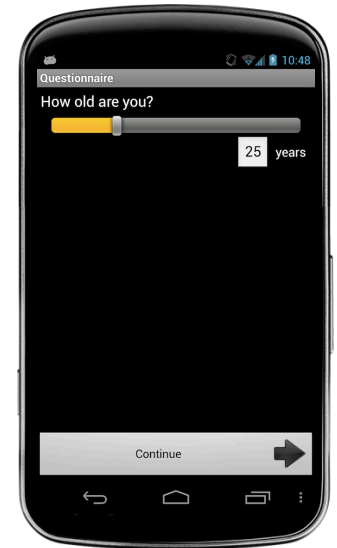 10:48
Questionnaire
How old are you?
25 years
Continue